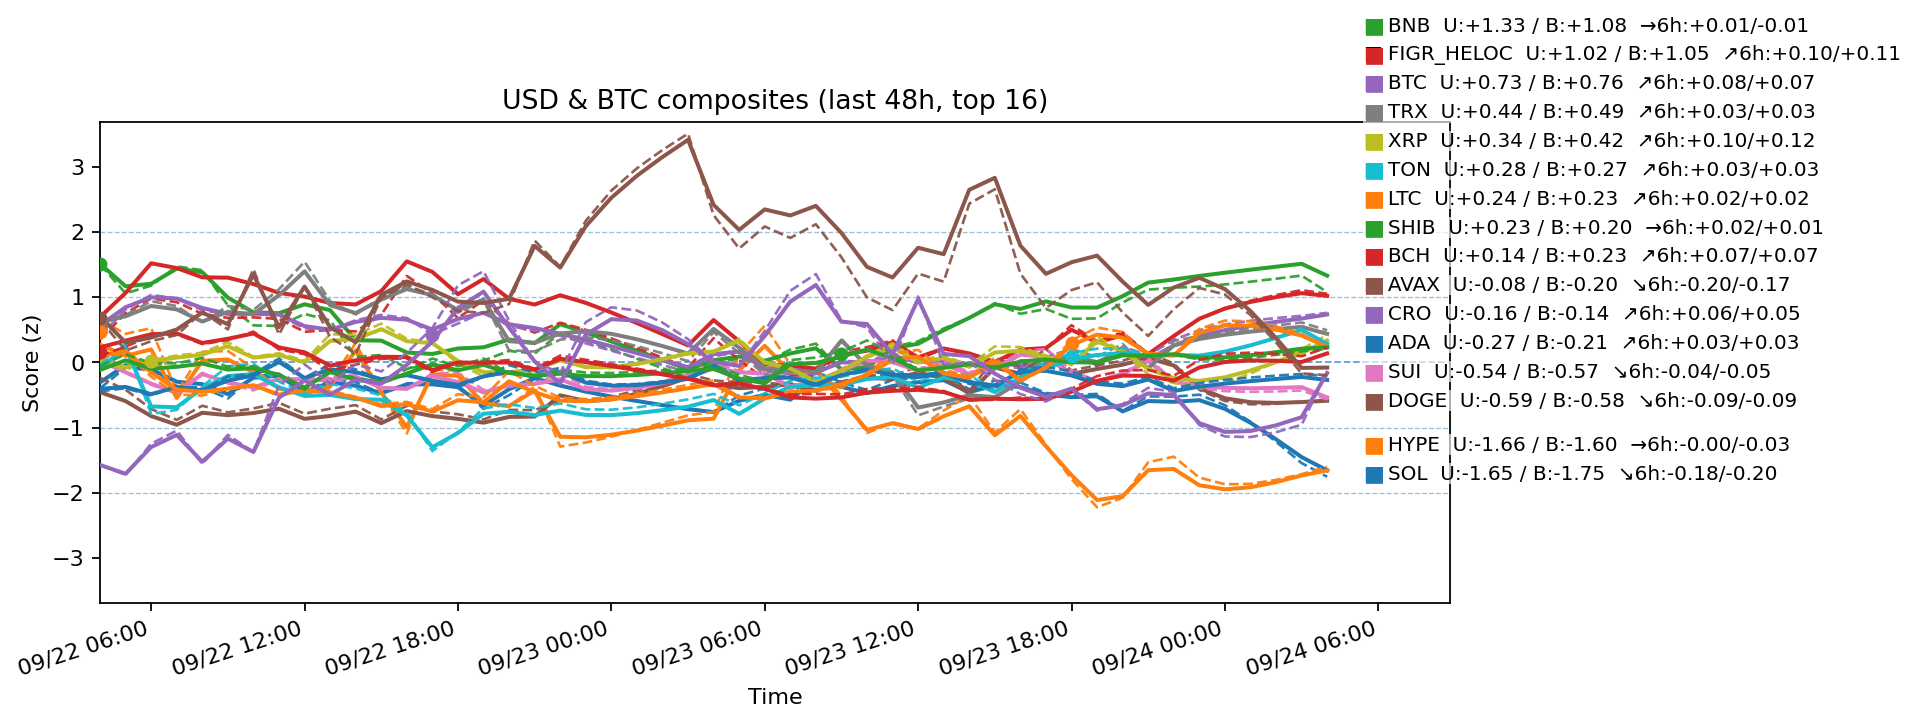 BNB  U:+1.33 / B:+1.08  →6h:+0.01/-0.01
FIGR_HELOC  U:+1.02 / B:+1.05  ↗6h:+0.10/+0.11
BTC  U:+0.73 / B:+0.76  ↗6h:+0.08/+0.07
TRX  U:+0.44 / B:+0.49  ↗6h:+0.03/+0.03
XRP  U:+0.34 / B:+0.42  ↗6h:+0.10/+0.12
TON  U:+0.28 / B:+0.27  ↗6h:+0.03/+0.03
LTC  U:+0.24 / B:+0.23  ↗6h:+0.02/+0.02
SHIB  U:+0.23 / B:+0.20  →6h:+0.02/+0.01
BCH  U:+0.14 / B:+0.23  ↗6h:+0.07/+0.07
AVAX  U:-0.08 / B:-0.20  ↘6h:-0.20/-0.17
CRO  U:-0.16 / B:-0.14  ↗6h:+0.06/+0.05
ADA  U:-0.27 / B:-0.21  ↗6h:+0.03/+0.03
SUI  U:-0.54 / B:-0.57  ↘6h:-0.04/-0.05
DOGE  U:-0.59 / B:-0.58  ↘6h:-0.09/-0.09
HYPE  U:-1.66 / B:-1.60  →6h:-0.00/-0.03
SOL  U:-1.65 / B:-1.75  ↘6h:-0.18/-0.20
USD & BTC composites (last 48h, top 16)
Score (z)
3
2
1
0
−1
−2
−3
09/22 06:00
09/22 12:00
09/22 18:00
09/23 00:00
09/23 06:00
09/23 12:00
09/23 18:00
09/24 00:00
09/24 06:00
Time